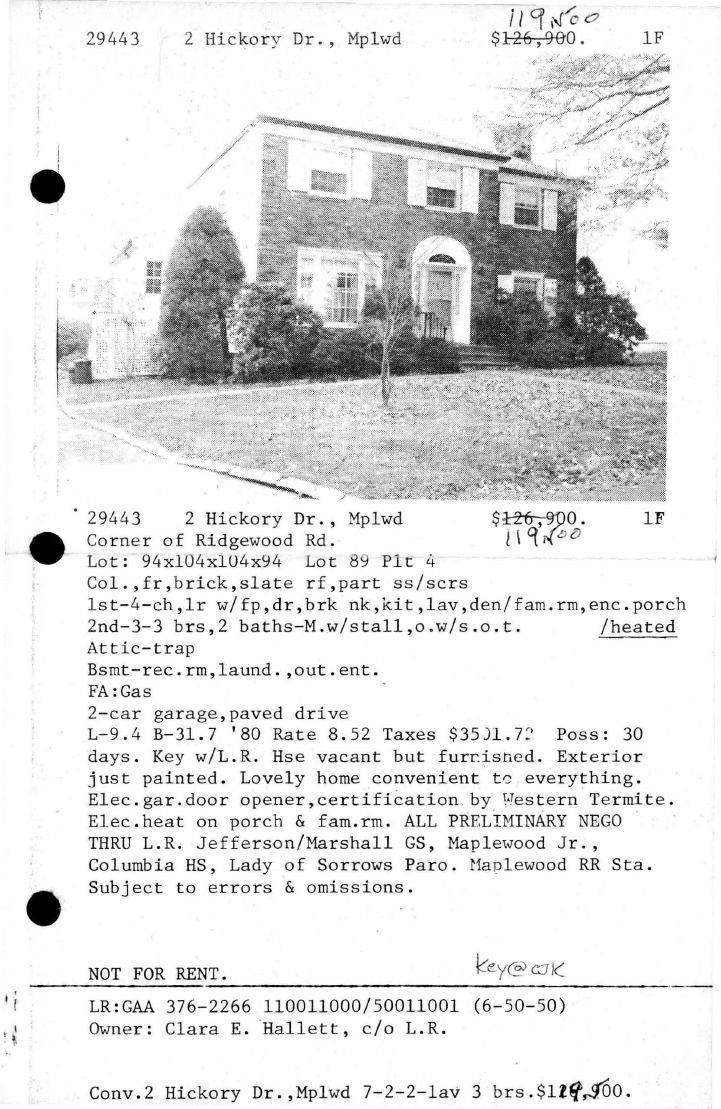 119,500
29443 2 Hickory Dr., Mplwd $126,900. 1F
29443 2 Hickory Dr., Mplwd $126,900. 1F
Corner of Ridgewood Rd. 119,500
Lot: 94x104x104x94 Lot 89 Plt 4
Col.,fr,brick,slate rf,part ss/scrs
1st-4-ch,lr w/fp,dr,brk nk,kit,lav,den/fam.rm,enc.porch
2nd-3-3 brs,2 baths-M.w/stall,o.w/s.o.t. /heated
Attic-trap
Bsmt-rec.rm,laund.,out.ent.
FA:Gas
2-car garage,paved drive
L-9.4 B-31.7 '80 Rate 8.52 Taxes $3501.72 Poss: 30
days. Key w/L.R. Hse vacant but furnished. Exterior
just painted. Lovely home convenient to everything.
Elec.gar.door opener,certification by Western Termite.
Elec.heat on porch & fam.rm. ALL PRELIMINARY NEGO
THRU L.R. Jefferson/Marshall GS, Maplewood Jr.,
Columbia HS, Lady of Sorrows Paro. Maplewood RR Sta.
Subject to errors & omissions.
NOT FOR RENT. Key@CJK
LR:GAA 376-2266 110011000/50011001 (6-50-50)
Owner: Clara E. Hallett, c/o L.R.
Conv.2 Hickory Dr.,Mplwd 7-2-2-lav 3 brs.$119,500.